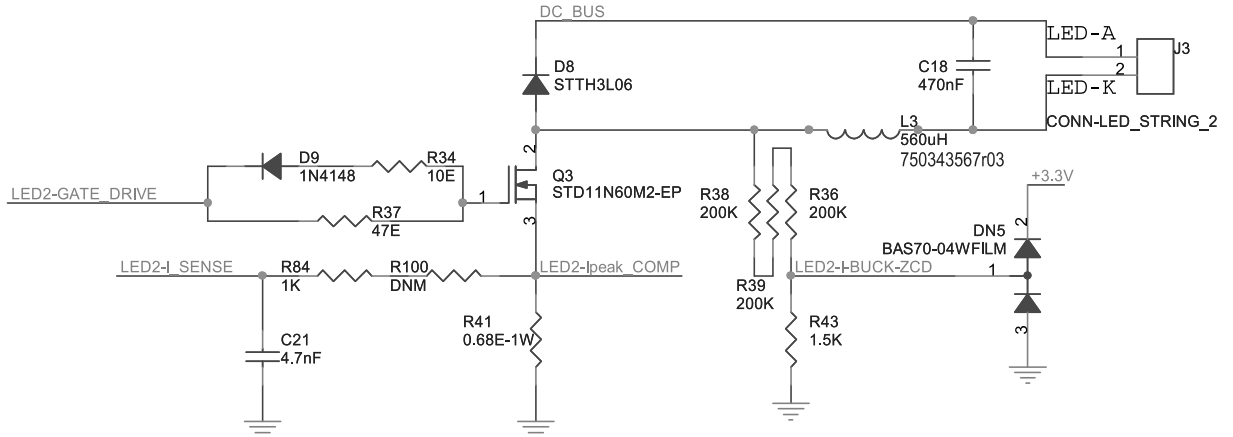 DC_BUS
D8
STTH3L06
C18
470nF
LED-A
1
2
J3
LED-K
CONN-LED_STRING_2
L3
560uH
750343567r03
D9
1N4148
R34
10E
2
Q3
STD11N60M2-EP
1
3
LED2-GATE_DRIVE
R37
47E
R38
200K
R36
200K
+3.3V
DN5
BAS70-04WFILM
2
1
3
LED2-I_SENSE
R84
1K
R100
DNM
LED2-Ipeak_COMP
R39
200K
LED2-I-BUCK-ZCD
C21
4.7nF
R41
0.68E-1W
R43
1.5K